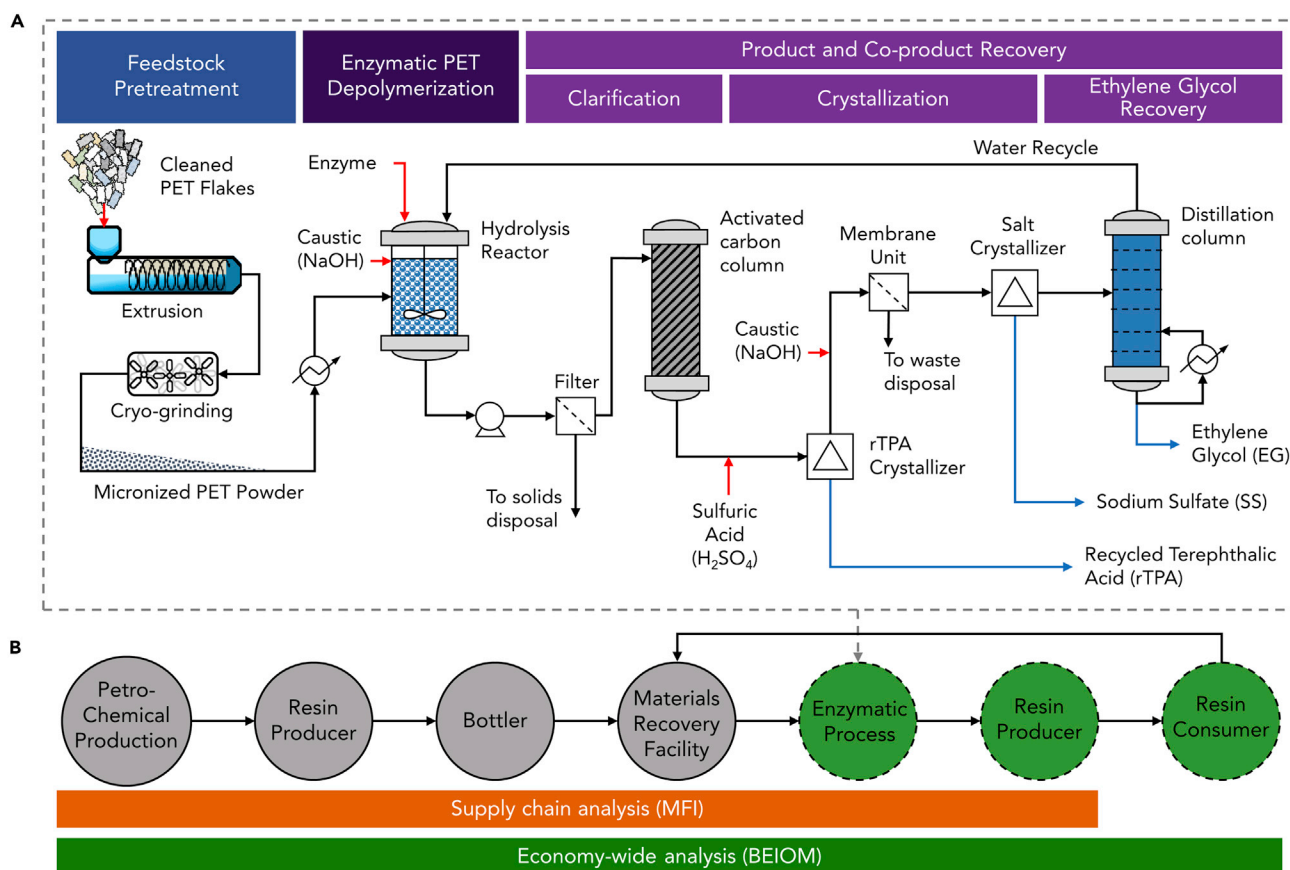 A
Feedstock
Pretreatment
Enzymatic PET
Depolymerization
Product and Co-product Recovery
Clarification
Crystallization
Ethylene Glycol
Recovery
Cleaned
PET Flakes
Extrusion
Cryo-grinding
Micronized PET Powder
Enzyme
Caustic
(NaOH)
Hydrolysis
Reactor
Filter
To solids
disposal
Activated
carbon
column
Sulfuric
Acid
(H₂SO₄)
Water Recycle
Membrane
Unit
Caustic
(NaOH)
To waste
disposal
rTPA
Crystallizer
Salt
Crystallizer
Distillation
column
Ethylene
Glycol (EG)
Sodium Sulfate (SS)
Recycled Terephthalic
Acid (rTPA)
B
Petro-
Chemical
Production
Resin
Producer
Bottler
Materials
Recovery
Facility
Enzymatic
Process
Resin
Producer
Resin
Consumer
Supply chain analysis (MFI)
Economy-wide analysis (BEIOM)